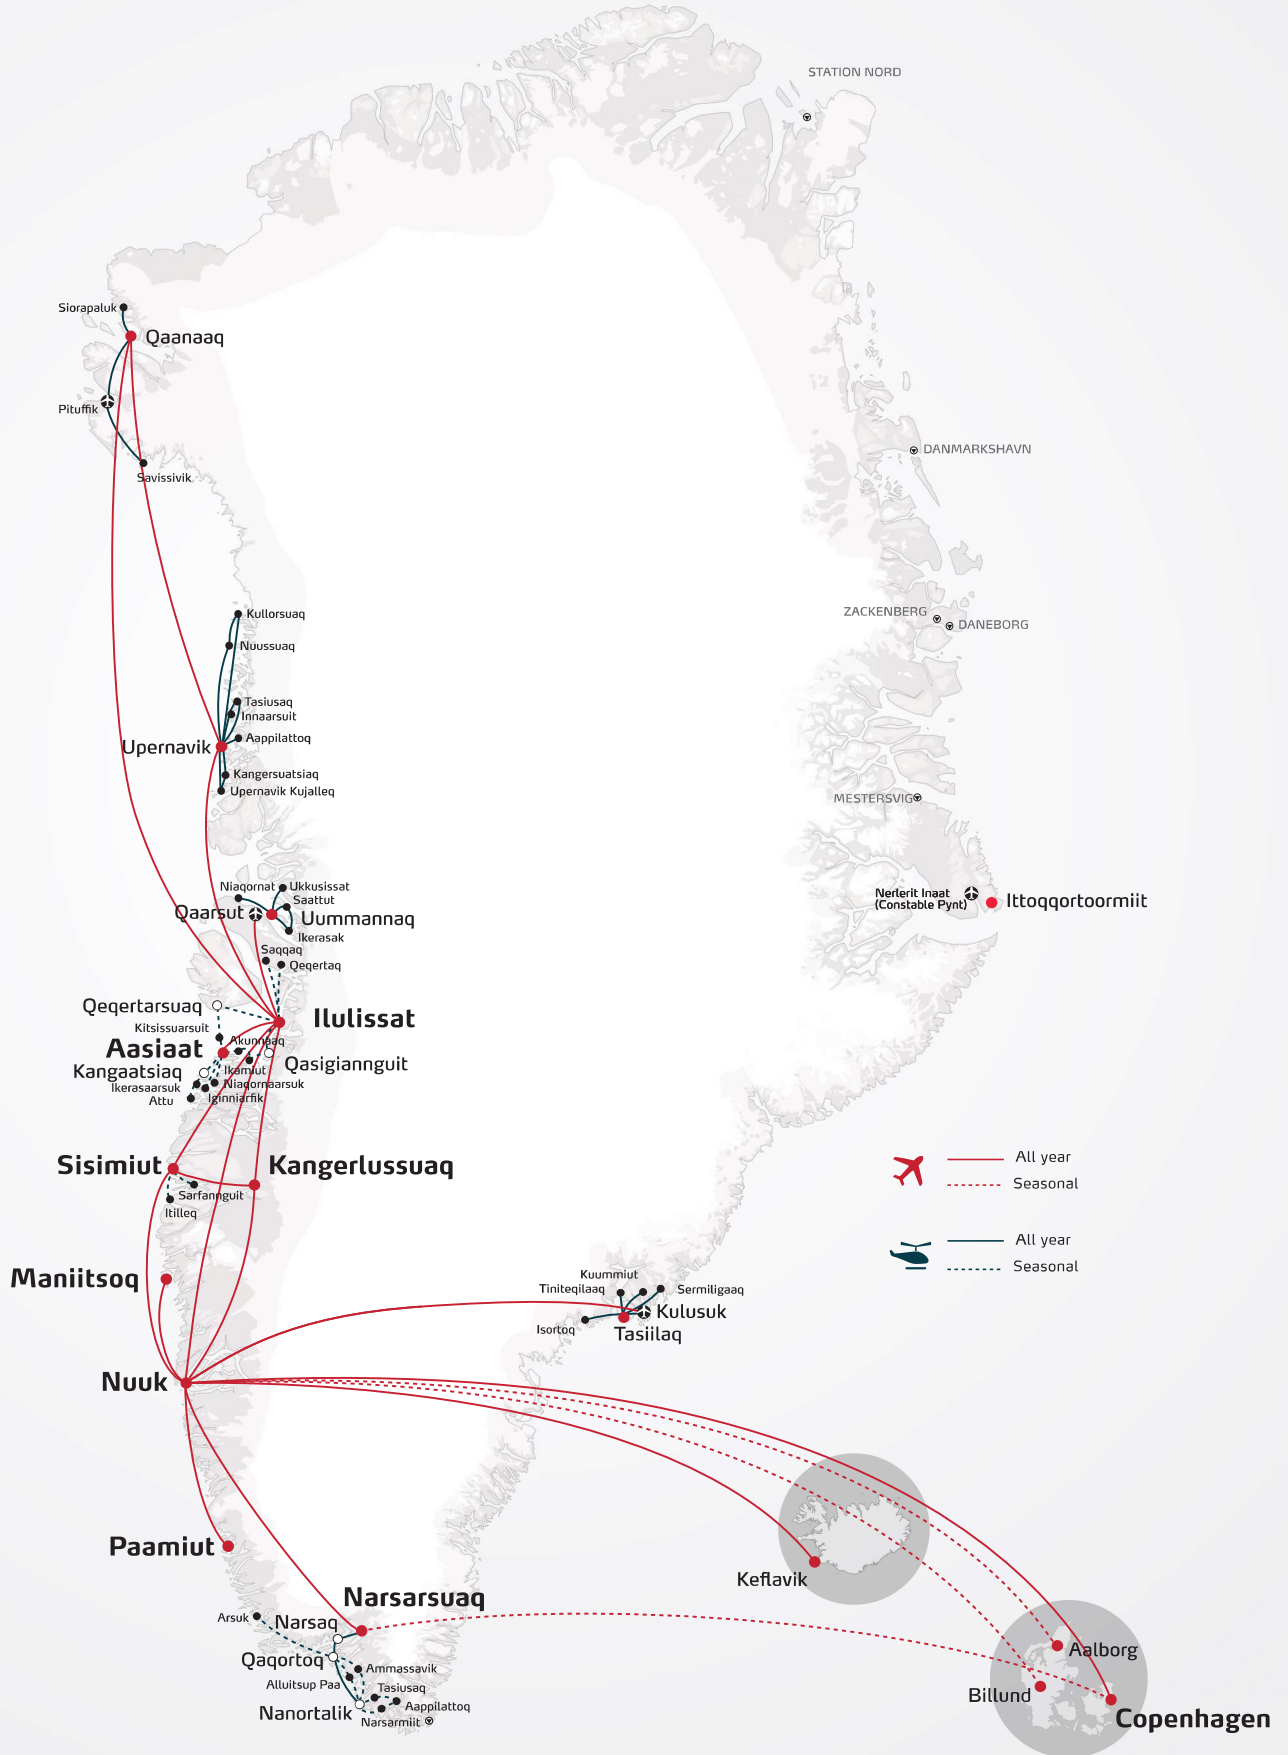 STATION NORD
Siorapaluk
Qaanaaq
Pituffik
Savissivik
DANMARKSHAVN
Kullorsuaq
ZACKENBERG
DANEBORG
Nuussuaq
Tasiusaq
Innaarsuit
Aappilattoq
Upernavik
Kangersuatsiaq
Upernavik Kujalleq
MESTERSVIG
Niaqornat
Ukkusissat
Saattut
Qaarsut
Uummannaq
Ikerasak
Nerlerit Inaat
(Constable Pynt)
Ittoqqortoormiit
Saqqaq
Qeqertaq
Qeqertarsuaq
Ilulissat
Kitsissuarsuit
Akunnaaq
Aasiaat
Qasigiannguit
Kangaatsiaq
Ikamiut
Ikerasaarsuk
Niaqornaarsuk
Attu
Iginniarfik
Sisimiut
Kangerlussuaq
Sarfannguit
Itilleq
All year
Seasonal
All year
Seasonal
Maniitsoq
Kuummiut
Tiniteqilaaq
Sermiligaaq
Kulusuk
Isortoq
Tasiilaq
Nuuk
Paamiut
Keflavik
Narsarsuaq
Arsuk
Narsaq
Qaqortoq
Ammassavik
Alluitsup Paa
Tasiusaq
Aappilattoq
Nanortalik
Narsarmiit
Aalborg
Billund
Copenhagen